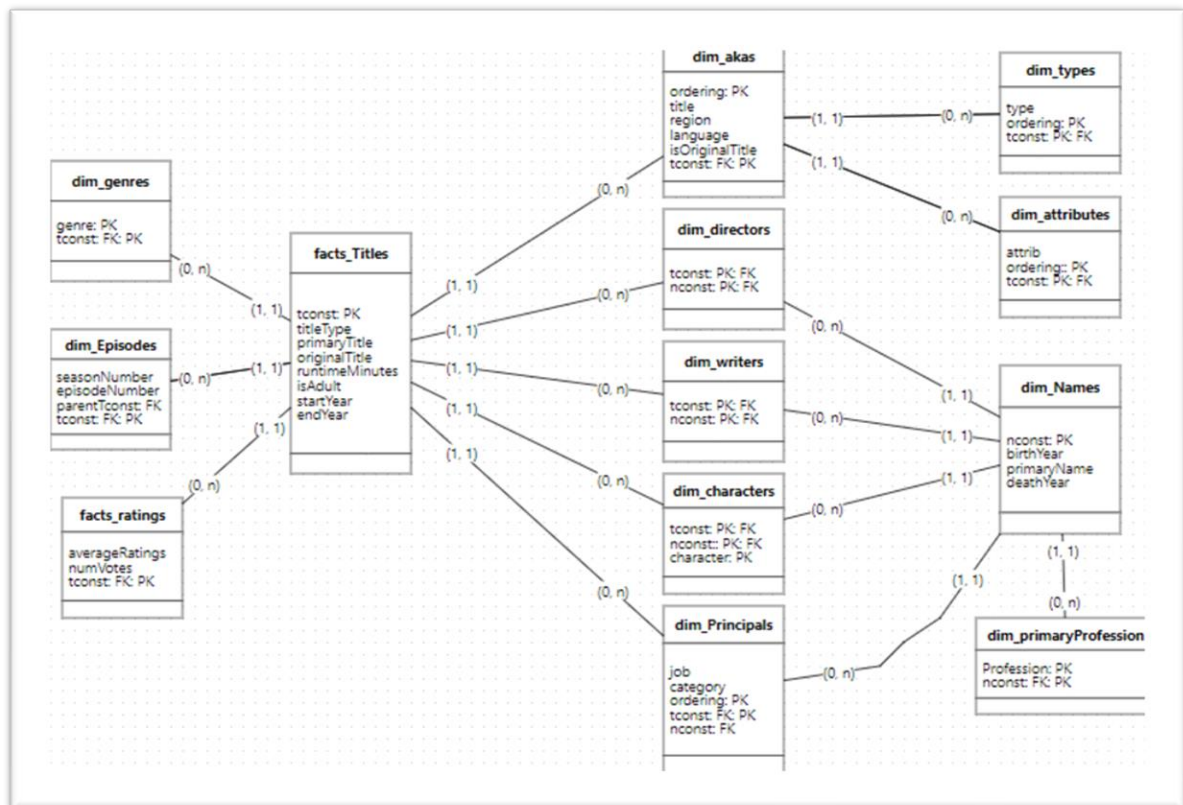 dim_akas
ordering: PK
title
region
language
isOriginalTitle
tconst: FK: PK
dim_types
type
ordering: PK
tconst: PK: FK
(1, 1)
(0, n)
(1, 1)
(0, n)
(0, n)
dim_attributes
attrib
ordering:: PK
tconst: PK: FK
dim_genres
genre: PK
tconst: FK: PK
(0, n)
(1, 1)
facts_Titles
tconst: PK
titleType
primaryTitle
originalTitle
runtimeMinutes
isAdult
startYear
endYear
dim_directors
tconst: PK: FK
nconst: PK: FK
(1, 1)
(0, n)
(1, 1)
(0, n)
(1, 1)
dim_Episodes
seasonNumber
episodeNumber
parentTconst: FK
tconst: FK: PK
(0, n)
(1, 1)
dim_writers
tconst: PK: FK
nconst: PK: FK
(1, 1)
(0, n)
(0, n)
(1, 1)
dim_Names
nconst: PK
birthYear
primaryName
deathYear
facts_ratings
averageRatings
numVotes
tconst: FK: PK
(1, 1)
(0, n)
dim_characters
tconst: PK: FK
nconst:: PK: FK
character: PK
(1, 1)
(0, n)
(0, n)
(1, 1)
dim_Principals
job
category
ordering: PK
tconst: FK: PK
nconst: FK
(1, 1)
(0, n)
(0, n)
(1, 1)
(1, 1)
(0, n)
dim_primaryProfession
Profession: PK
nconst: FK: PK